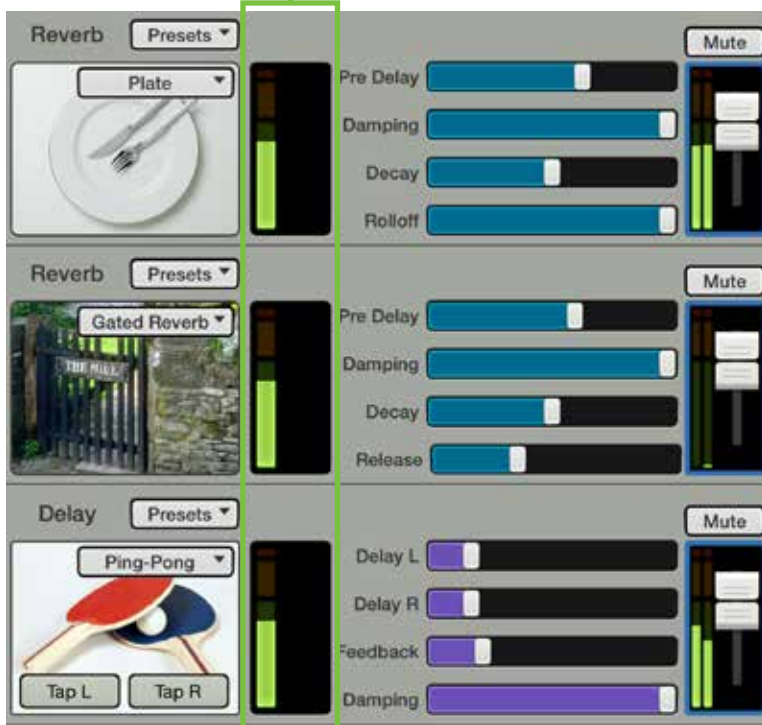 Reverb Presets
Mute
Plate
Pre Delay
Damping
Decay
Rolloff
Reverb Presets
Mute
Gated Reverb
THE MILL
Pre Delay
Damping
Decay
Release
Delay Presets
Mute
Ping-Pong
Delay L
Delay R
Feedback
Tap L Tap R
Damping